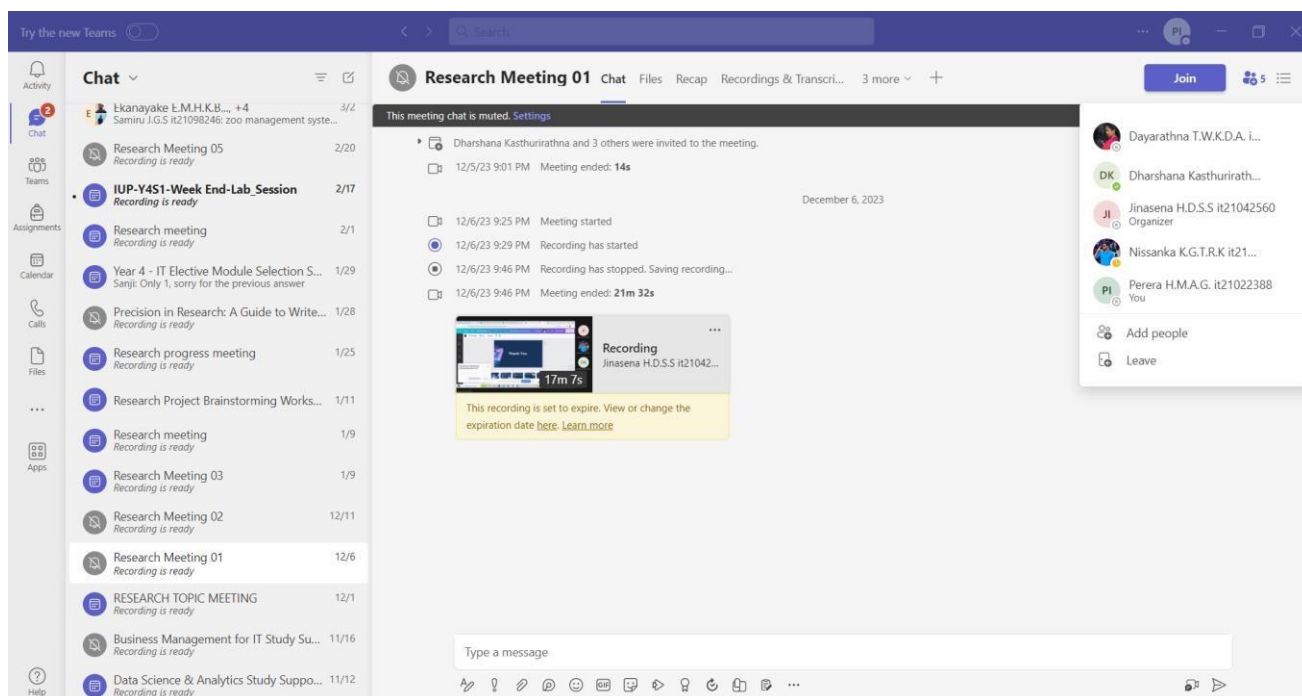 Try the new Teams
Search
PI
Activity
Chat
2
Teams
Assignments
Calendar
Calls
Files
Apps
Help
Chat
E
Ekanayake E.M.H.K.B..., +4
3/2
Samiru J.G.S it21098246: zoo management syste...
Research Meeting 05
2/20
Recording is ready
IUP-Y4S1-Week End-Lab_Session
2/17
Recording is ready
Research meeting
2/1
Recording is ready
Year 4 - IT Elective Module Selection S...
1/29
Sanji: Only 1, sorry for the previous answer
Precision in Research: A Guide to Write...
1/28
Recording is ready
Research progress meeting
1/25
Recording is ready
Research Project Brainstorming Works...
1/11
Research meeting
1/9
Recording is ready
Research Meeting 03
1/9
Recording is ready
Research Meeting 02
12/11
Recording is ready
Research Meeting 01
12/6
Recording is ready
RESEARCH TOPIC MEETING
12/1
Recording is ready
Business Management for IT Study Su...
11/16
Recording is ready
Data Science & Analytics Study Suppo...
11/12
Recording is ready
Research Meeting 01
Chat
Files
Recap
Recordings & Transcri...
3 more
Join
5
This meeting chat is muted. Settings
Dharshana Kasthurirathna and 3 others were invited to the meeting.
12/5/23 9:01 PM Meeting ended: 14s
December 6, 2023
12/6/23 9:25 PM Meeting started
12/6/23 9:29 PM Recording has started
12/6/23 9:46 PM Recording has stopped. Saving recording...
12/6/23 9:46 PM Meeting ended: 21m 32s
Thank You
17m 7s
Recording
Jinasena H.D.S.S it21042...
This recording is set to expire. View or change the
expiration date here. Learn more
Dayarathna T.W.K.D.A. i...
DK
Dharshana Kasthurirath...
JI
Jinasena H.D.S.S it21042560
Organizer
Nissanka K.G.T.R.K it21...
PI
Perera H.M.A.G. it21022388
You
Add people
Leave
Type a message
GIF